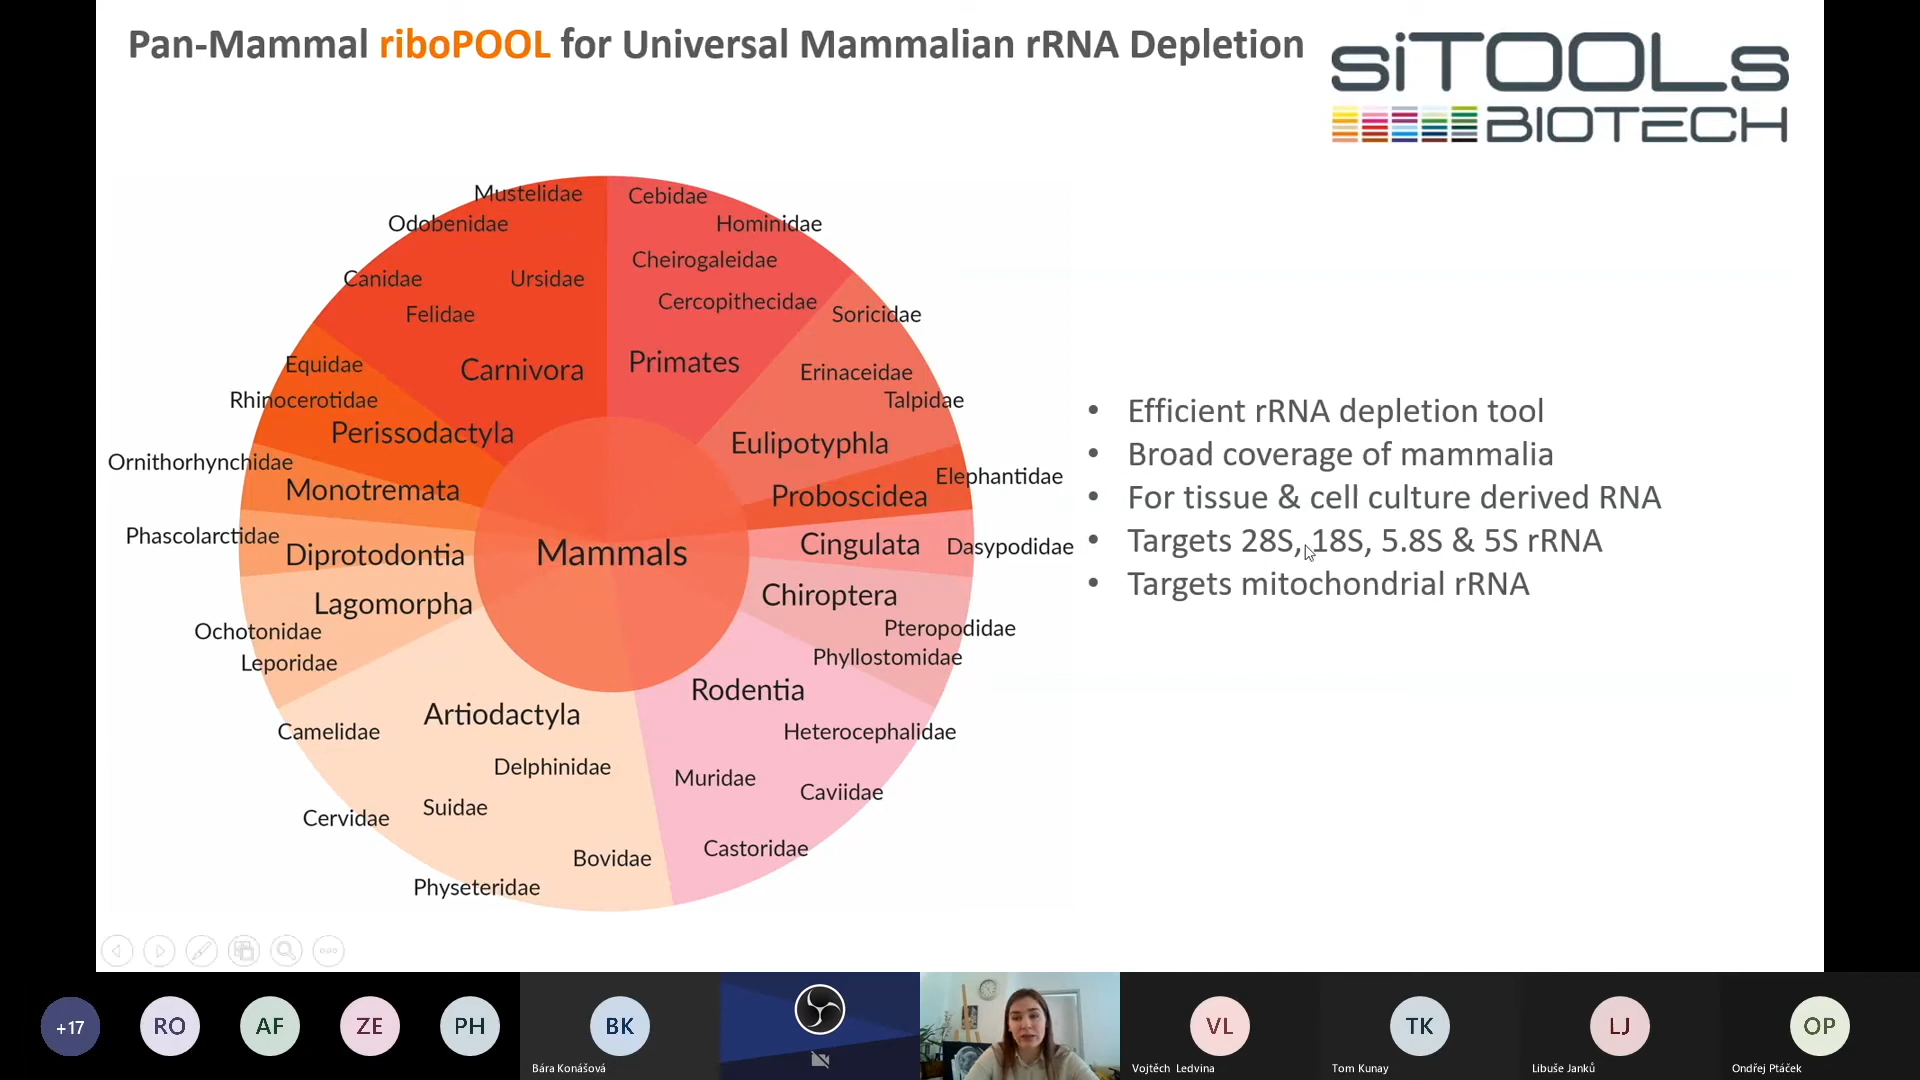 Pan-Mammal riboPOOL for Universal Mammalian rRNA Depletion
siTOOLs
BIOTECH
Mustelidae
Cebidae
Odobenidae
Hominidae
Cheirogaleidae
Canidae
Ursidae
Cercopithecidae
Felidae
Soricidae
Equidae
Carnivora
Primates
Erinaceidae
Rhinocerotidae
Talpidae
Perissodactyla
Eulipotyphla
Ornithorhynchidae
Elephantidae
Monotremata
Proboscidea
Phascolarctidae
Diprotodontia
Mammals
Cingulata
Dasypodidae
Lagomorpha
Chiroptera
Ochotonidae
Pteropodidae
Leporidae
Phyllostomidae
Rodentia
Artiodactyla
Camelidae
Heterocephalidae
Delphinidae
Muridae
Caviidae
Suidae
Cervidae
Castoridae
Bovidae
Physeteridae
• Efficient rRNA depletion tool
• Broad coverage of mammalia
• For tissue & cell culture derived RNA
• Targets 28S, 18S, 5.8S & 5S rRNA
• Targets mitochondrial rRNA
+17
RO
AF
ZE
PH
BK
VL
TK
LJ
OP
Bára Konášová
Vojtěch Ledvina
Tom Kunay
Libuše Janků
Ondřej Ptáček